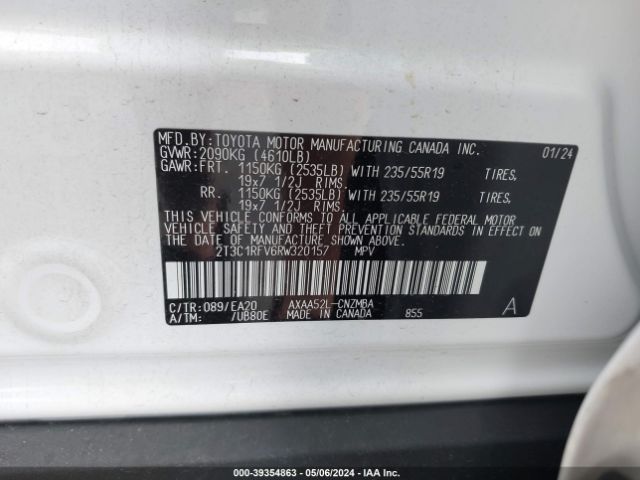 MFD.BY:TOYOTA MOTOR MANUFACTURING CANADA INC. 01/24
GVWR:2090KG (4610LB)
GAWR:FRT. 1150KG (2535LB) WITH 235/55R19 TIRES.
19x7 1/2J RIMS.
RR. 1150KG (2535LB) WITH 235/55R19 TIRES.
19x7 1/2J RIMS.
THIS VEHICLE CONFORMS TO ALL APPLICABLE FEDERAL MOTOR
VEHICLE SAFETY AND THEFT PREVENTION STANDARDS IN EFFECT ON
THE DATE OF MANUFACTURE SHOWN ABOVE.
2T3C1RFV6RW320157 MPV
C/TR:089/EA20 AXAA52L-CNZMBA A
A/TM: /UB80E MADE IN CANADA 855
000-39354863 - 05/06/2024 - IAA Inc.